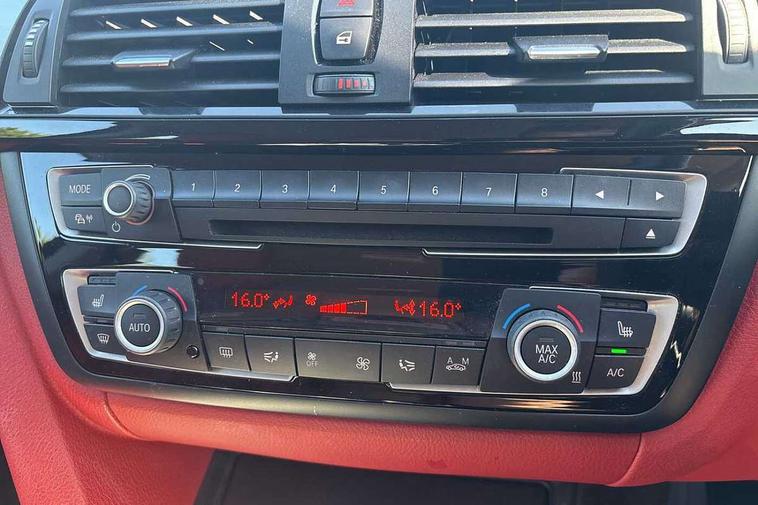 MODE 1 2 3 4 5 6 7 8
16.0° 16.0°
AUTO OFF A M MAX A/C A/C